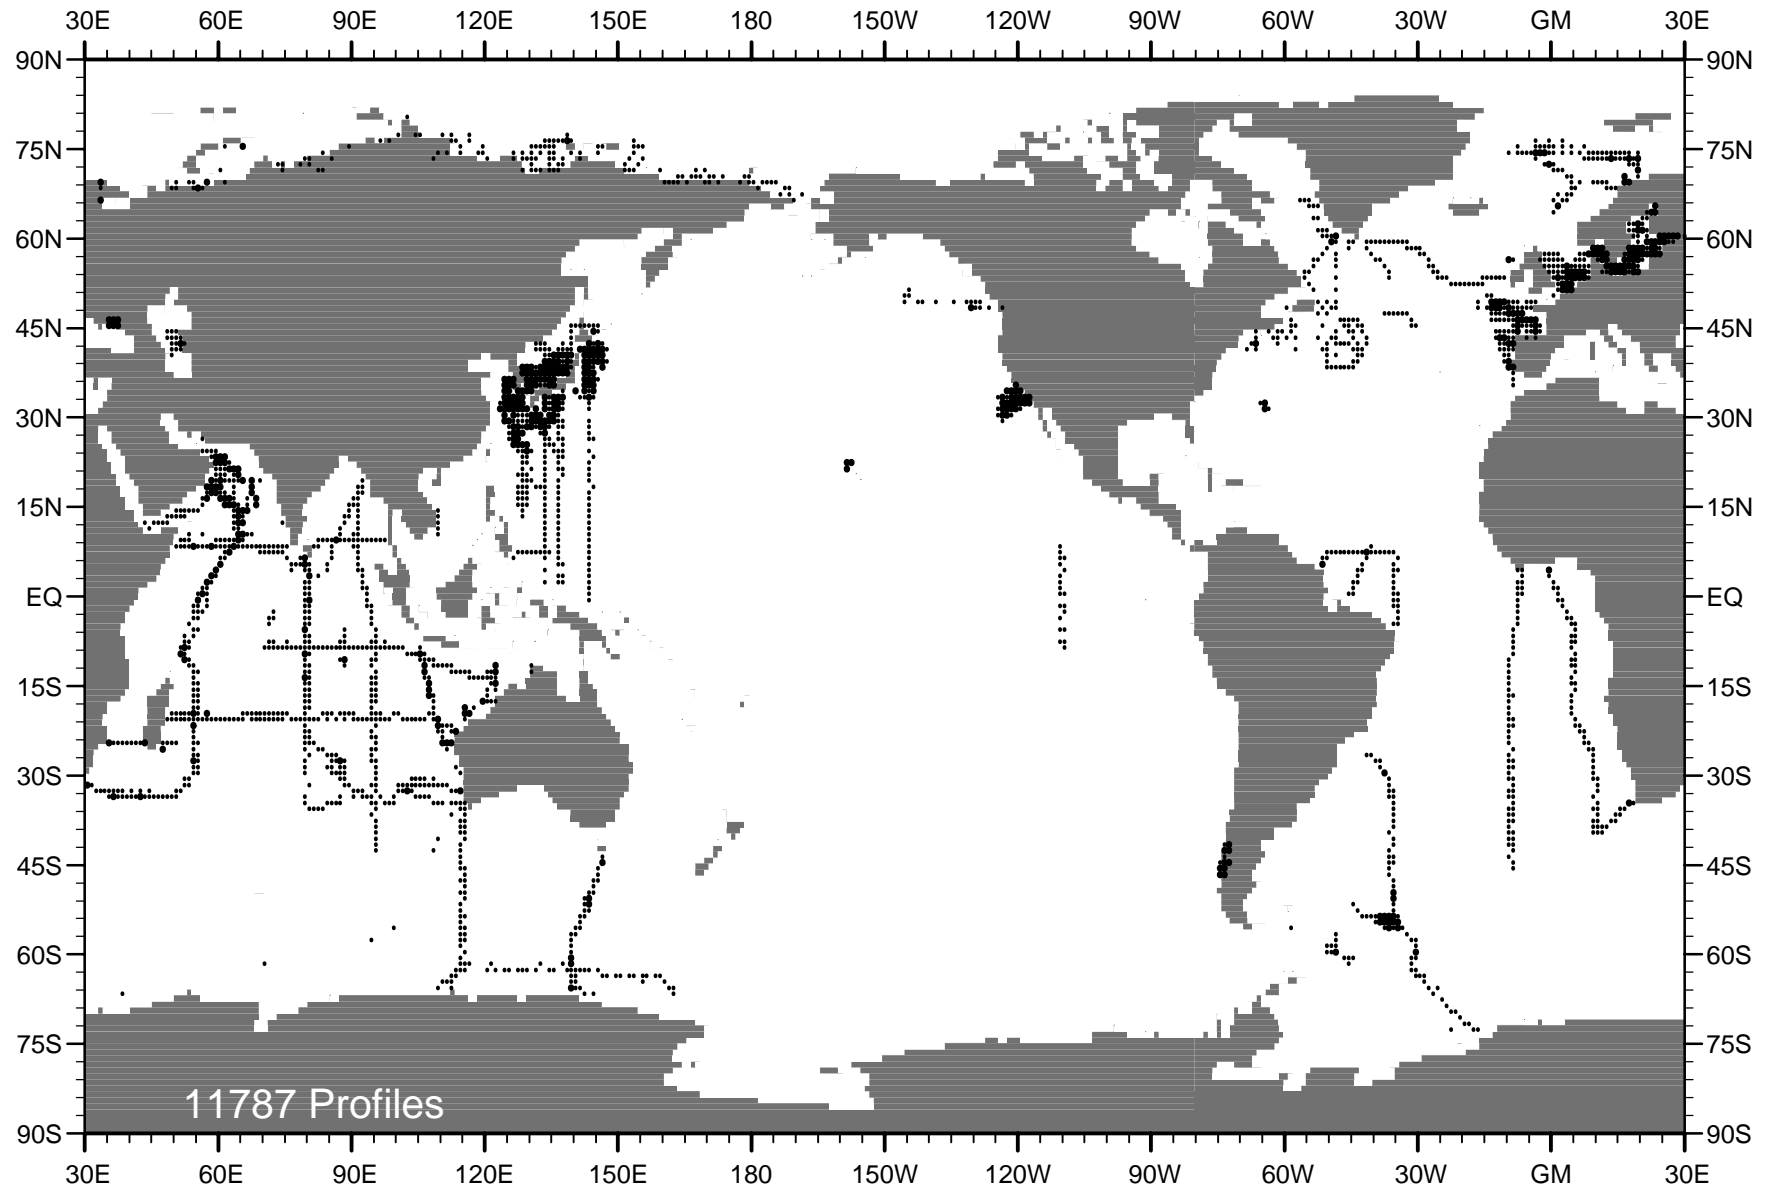 30E 60E 90E 120E 150E 180 150W 120W 90W 60W 30W GM 30E
90N 90N
75N 75N
60N 60N
45N 45N
30N 30N
15N 15N
EQ EQ
15S 15S
30S 30S
45S 45S
60S 60S
75S 75S
11787 Profiles
90S 90S
30E 60E 90E 120E 150E 180 150W 120W 90W 60W 30W GM 30E